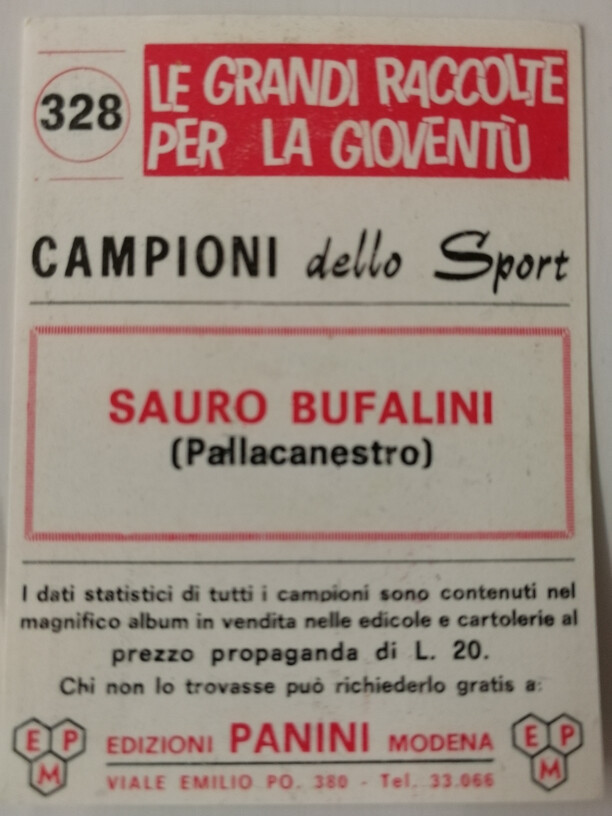 328
LE GRANDI RACCOLTE
PER LA GIOVENTÙ
CAMPIONI dello Sport
SAURO BUFALINI
(Pallacanestro)
I dati statistici di tutti i campioni sono contenuti nel
magnifico album in vendita nelle edicole e cartolerie al
prezzo propaganda di L. 20.
Chi non lo trovasse può richiederlo gratis a:
EPM EDIZIONI PANINI MODENA EPM
VIALE EMILIO PO. 380 - Tel. 33.066